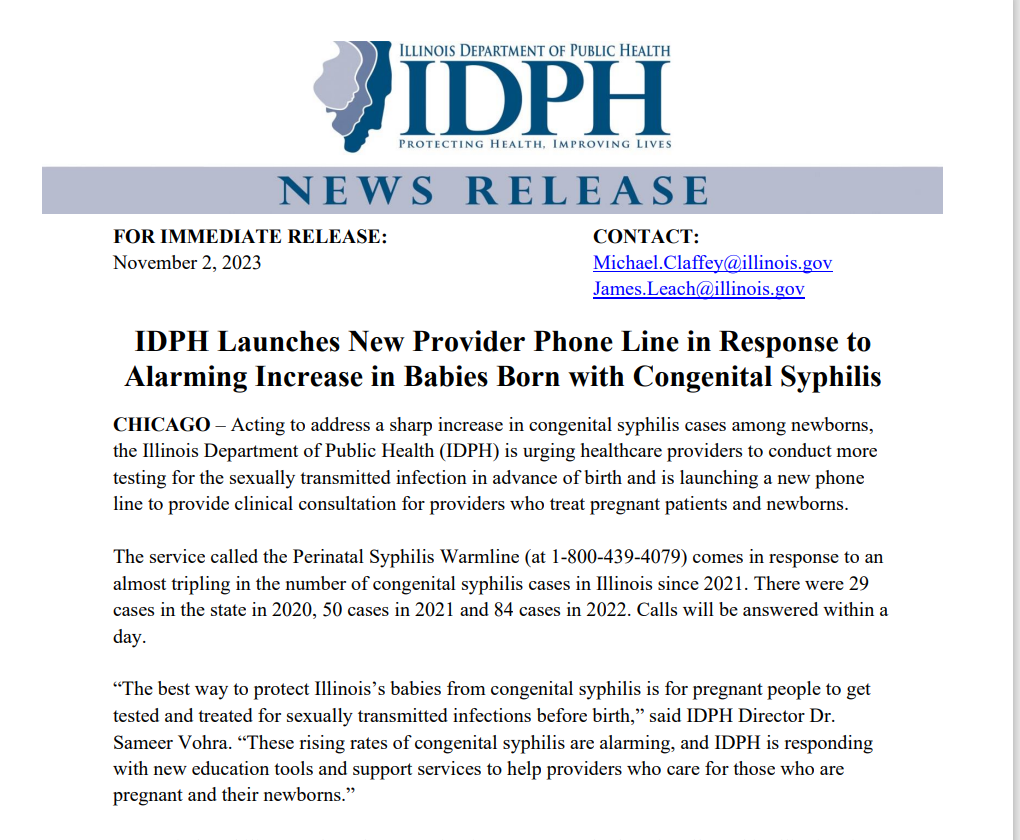 ILLINOIS DEPARTMENT OF PUBLIC HEALTH
IDPH
PROTECTING HEALTH, IMPROVING LIVES
NEWS RELEASE
FOR IMMEDIATE RELEASE:
November 2, 2023
CONTACT:
Michael.Claffey@illinois.gov
James.Leach@illinois.gov
IDPH Launches New Provider Phone Line in Response to
Alarming Increase in Babies Born with Congenital Syphilis
CHICAGO – Acting to address a sharp increase in congenital syphilis cases among newborns,
the Illinois Department of Public Health (IDPH) is urging healthcare providers to conduct more
testing for the sexually transmitted infection in advance of birth and is launching a new phone
line to provide clinical consultation for providers who treat pregnant patients and newborns.
The service called the Perinatal Syphilis Warmline (at 1-800-439-4079) comes in response to an
almost tripling in the number of congenital syphilis cases in Illinois since 2021. There were 29
cases in the state in 2020, 50 cases in 2021 and 84 cases in 2022. Calls will be answered within a
day.
“The best way to protect Illinois’s babies from congenital syphilis is for pregnant people to get
tested and treated for sexually transmitted infections before birth,” said IDPH Director Dr.
Sameer Vohra. “These rising rates of congenital syphilis are alarming, and IDPH is responding
with new education tools and support services to help providers who care for those who are
pregnant and their newborns.”